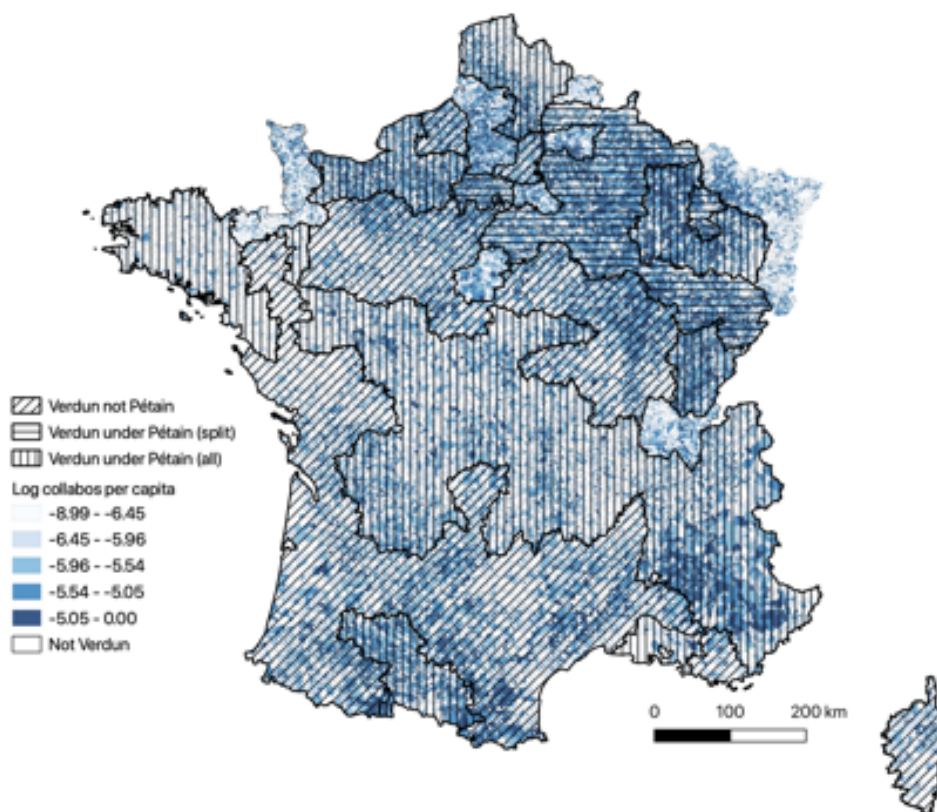 Verdun not Pétain
Verdun under Pétain (split)
Verdun under Pétain (all)
Log collabos per capita
-8.99 - -6.45
-6.45 - -5.96
-5.96 - -5.54
-5.54 - -5.05
-5.05 - 0.00
Not Verdun
0 100 200 km